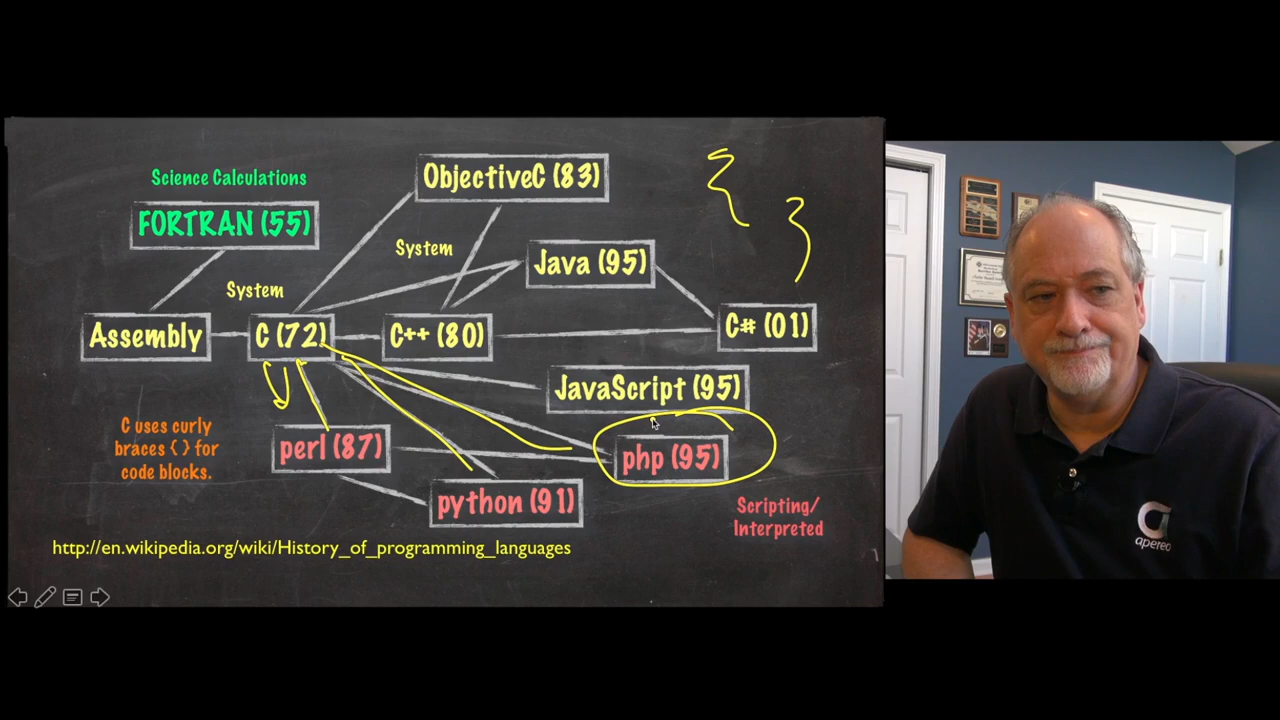 ObjectiveC (83)
Science Calculations
FORTRAN (55)
System
Java (95)
System
Assembly
C (72)
C++ (80)
C# (01)
JavaScript (95)
C uses curly
braces { } for
code blocks.
perl (87)
php (95)
python (91)
Scripting/
Interpreted
http://en.wikipedia.org/wiki/History_of_programming_languages
{ }
apereo